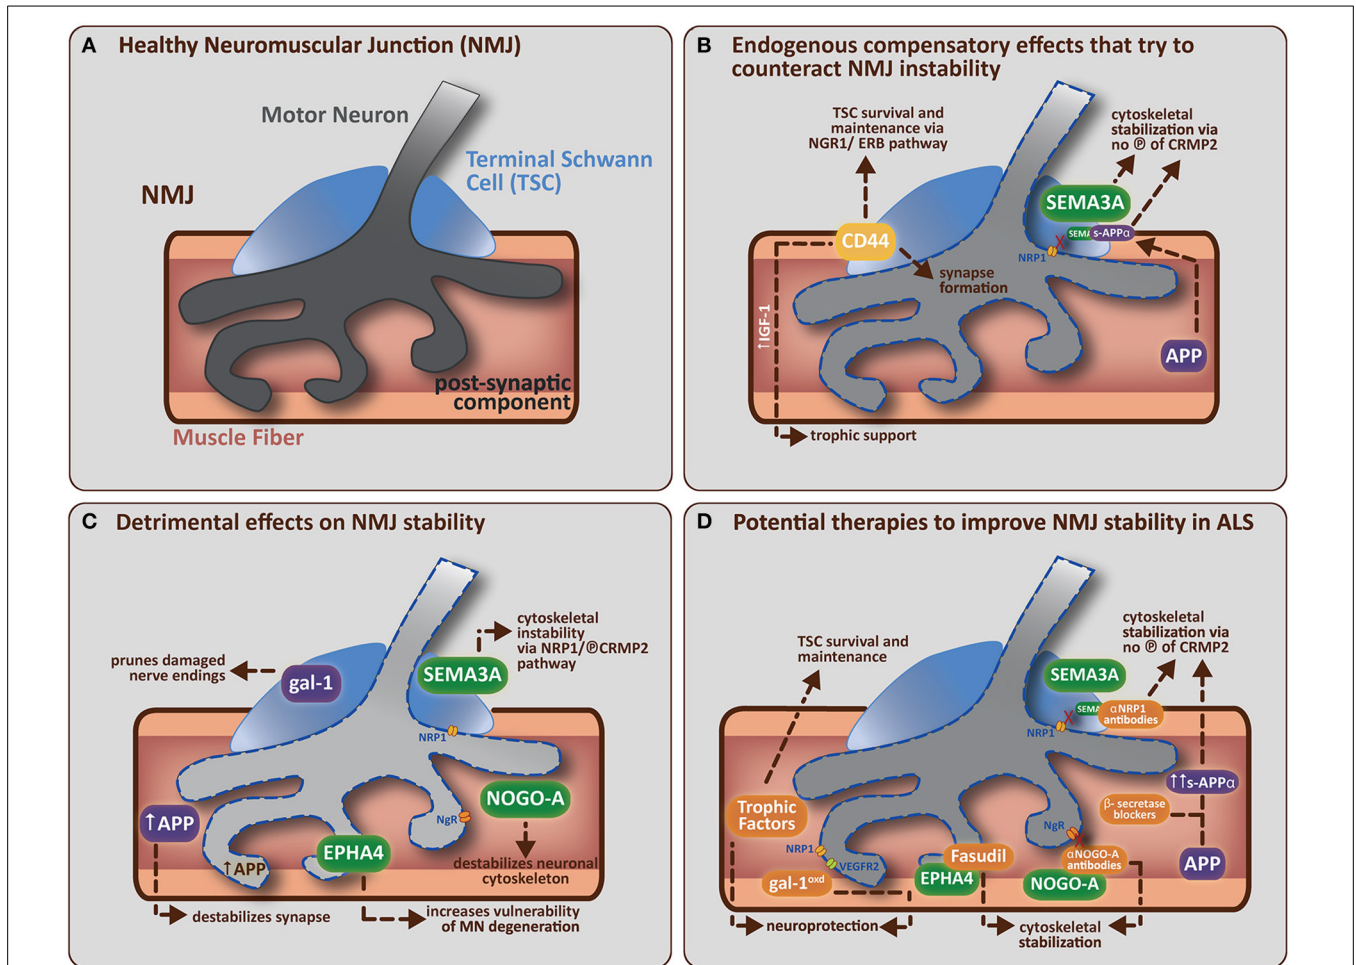 A Healthy Neuromuscular Junction (NMJ)
Motor Neuron
Terminal Schwann
Cell (TSC)
NMJ
post-synaptic
component
Muscle Fiber
B Endogenous compensatory effects that try to
counteract NMJ instability
TSC survival and
maintenance via
NGR1/ ERB pathway
cytoskeletal
stabilization via
no Ⓟ of CRMP2
SEMA3A
CD44
SEMA
s-APPα
NRP1
synapse
formation
↑IGF-1
APP
trophic support
C Detrimental effects on NMJ stability
cytoskeletal
instability
via NRP1/ⓅCRMP2
pathway
prunes damaged
nerve endings
gal-1
SEMA3A
NRP1
NOGO-A
↑APP
NgR
EPHA4
↑APP
destabilizes neuronal
cytoskeleton
destabilizes synapse
increases vulnerability
of MN degeneration
D Potential therapies to improve NMJ stability in ALS
cytoskeletal
stabilization via
no Ⓟ of CRMP2
TSC survival and
maintenance
SEMA3A
SEMA
αNRP1
antibodies
NRP1
↑↑s-APPα
Trophic
Factors
β- secretase
blockers
NgR
NRP1
VEGFR2
Fasudil
αNOGO-A
antibodies
APP
gal-1oxd
EPHA4
NOGO-A
neuroprotection
cytoskeletal
stabilization